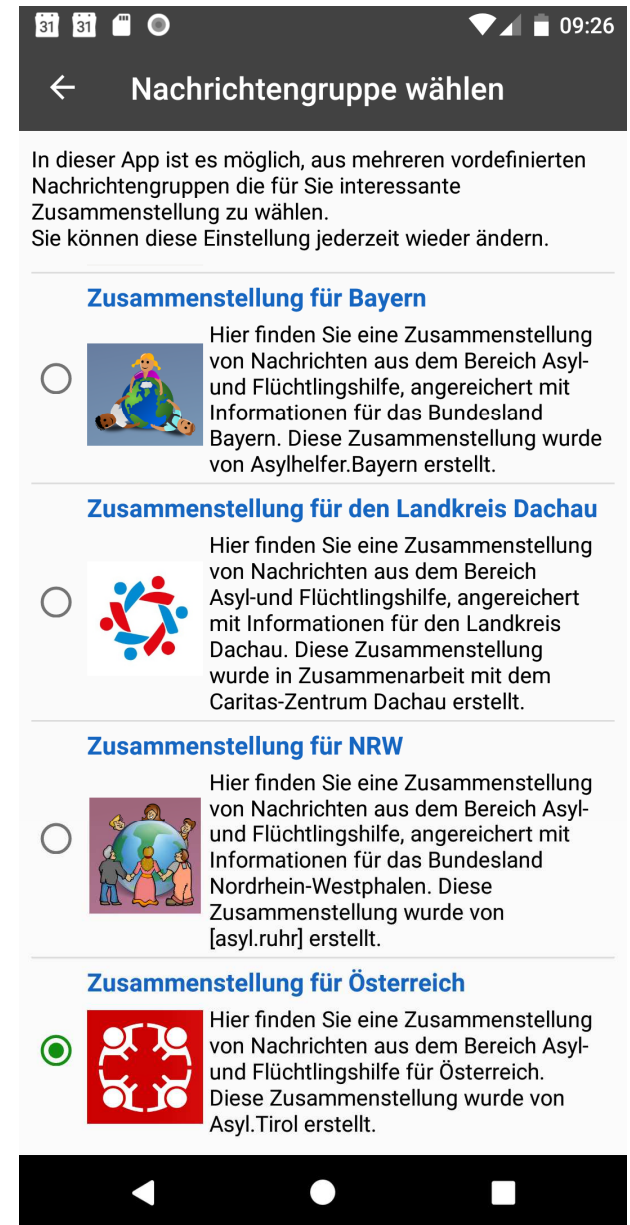 31 31 09:26
Nachrichtengruppe wählen
In dieser App ist es möglich, aus mehreren vordefinierten
Nachrichtengruppen die für Sie interessante
Zusammenstellung zu wählen.
Sie können diese Einstellung jederzeit wieder ändern.
Zusammenstellung für Bayern
Hier finden Sie eine Zusammenstellung
von Nachrichten aus dem Bereich Asyl-
und Flüchtlingshilfe, angereichert mit
Informationen für das Bundesland
Bayern. Diese Zusammenstellung wurde
von Asylhelfer.Bayern erstellt.
Zusammenstellung für den Landkreis Dachau
Hier finden Sie eine Zusammenstellung
von Nachrichten aus dem Bereich
Asyl-und Flüchtlingshilfe, angereichert
mit Informationen für den Landkreis
Dachau. Diese Zusammenstellung
wurde in Zusammenarbeit mit dem
Caritas-Zentrum Dachau erstellt.
Zusammenstellung für NRW
Hier finden Sie eine Zusammenstellung
von Nachrichten aus dem Bereich Asyl-
und Flüchtlingshilfe, angereichert mit
Informationen für das Bundesland
Nordrhein-Westphalen. Diese
Zusammenstellung wurde von
[asyl.ruhr] erstellt.
Zusammenstellung für Österreich
Hier finden Sie eine Zusammenstellung
von Nachrichten aus dem Bereich Asyl-
und Flüchtlingshilfe für Österreich.
Diese Zusammenstellung wurde von
Asyl.Tirol erstellt.